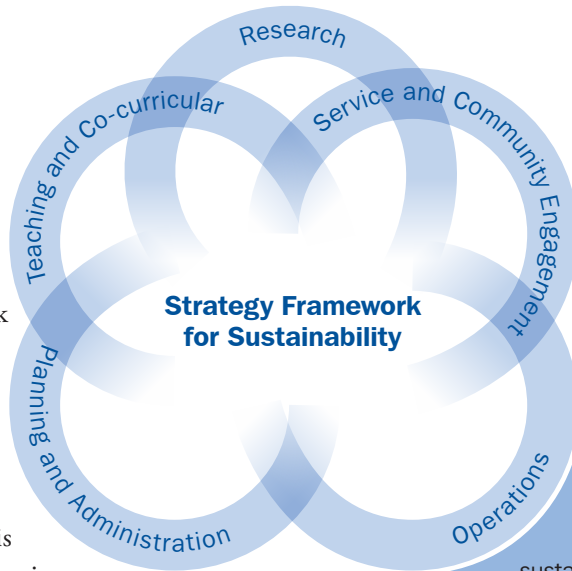 Research
Teaching and Co-curricular
Service and Community Engagement
Strategy Framework
for Sustainability
Planning and Administration
Operations